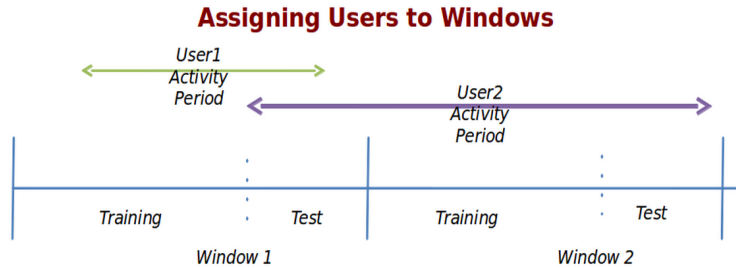 Assigning Users to Windows
User1
Activity
Period
User2
Activity
Period
Training
Test
Training
Test
Window 1
Window 2